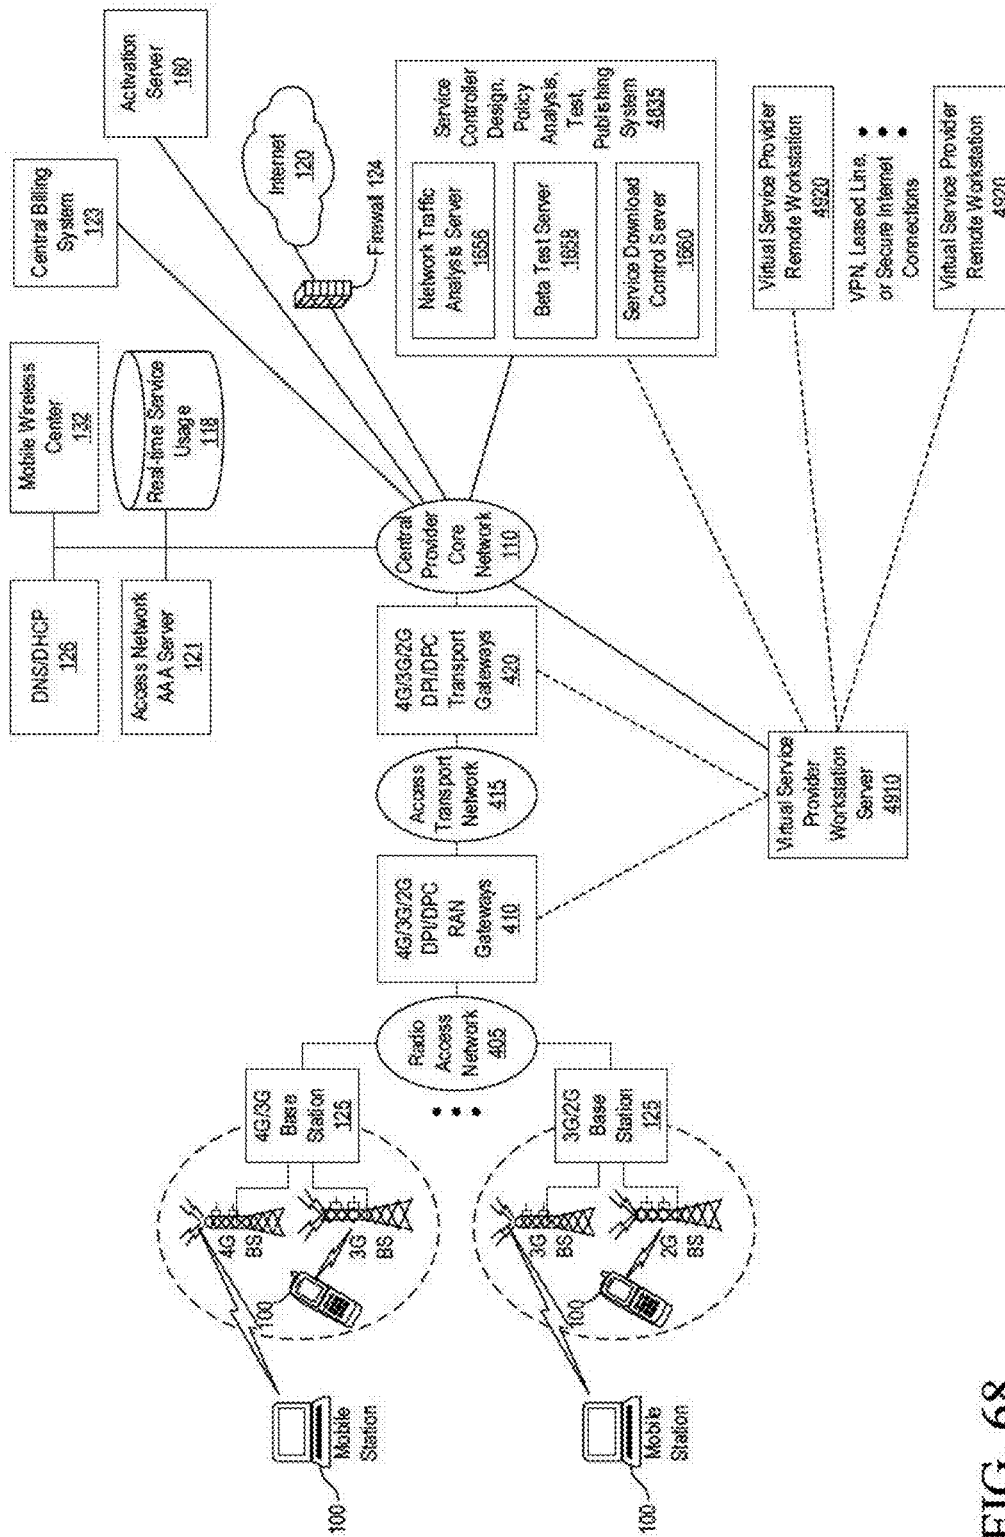 DNS/DHCP
126
Mobile Wireless
Center
132
Central Billing
System
123
Activation
Server
160
Access Network
AAA Server
121
Real-time Service
Usage
118
Internet
120
Firewall 124
4G/3G
Base
Station
125
4G
BS
3G
BS
100
Mobile
Station
100
Radio
Access
Network
405
4G/3G/2G
DPI/DPC
RAN
Gateways
410
Access
Transport
Network
415
4G/3G/2G
DPI/DPC
Transport
Gateways
420
Central
Provider
Core
Network
110
Network Traffic
Analysis Server
1656
Beta Test Server
1658
Service Download
Control Server
1660
Service
Controller
Design,
Policy
Analysis,
Test,
Publishing
System
4835
3G/2G
Base
Station
125
3G
BS
2G
BS
100
Mobile
Station
100
Virtual Service
Provider
Workstation
Server
4910
Virtual Service Provider
Remote Workstation
4920
VPN, Leased Line,
or Secure Internet
Connections
Virtual Service Provider
Remote Workstation
4920
FIG. 68